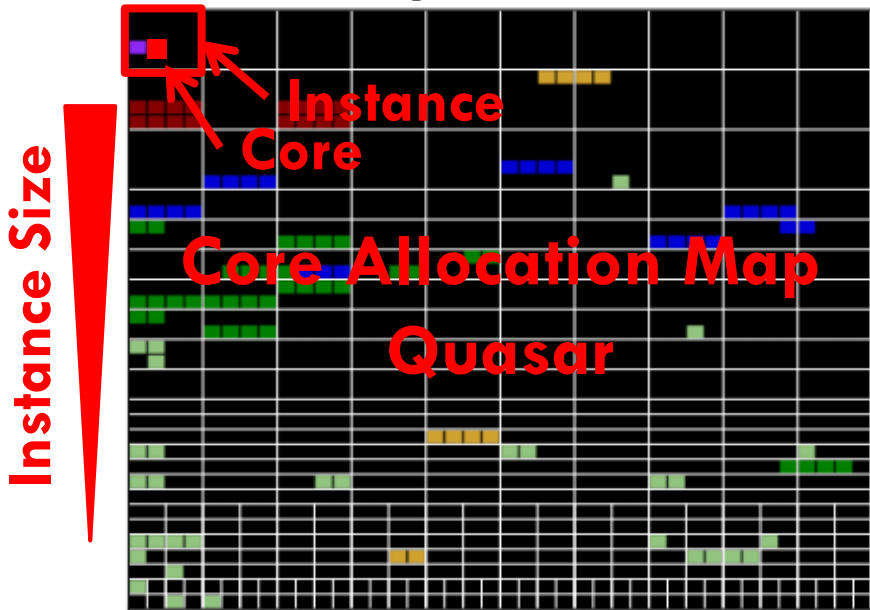 Instance
Core
Instance Size
Core Allocation Map
Quasar